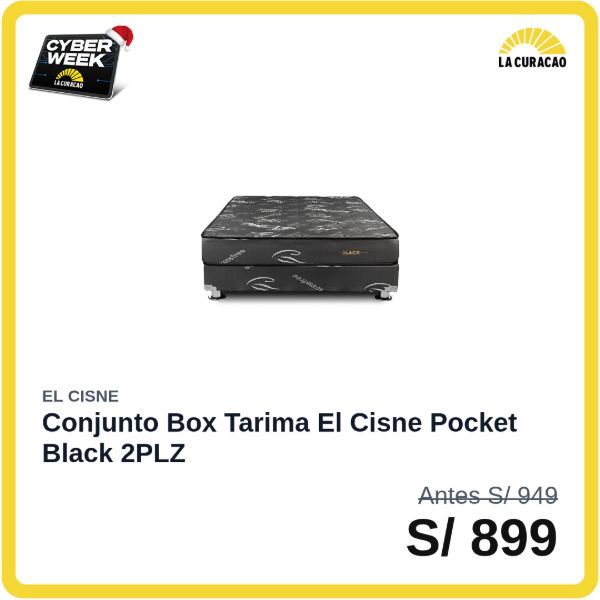 CYBER
WEEK
LA CURACAO
LA CURACAO
BLACK
EL CISNE
Conjunto Box Tarima El Cisne Pocket
Black 2PLZ
Antes S/ 949
S/ 899